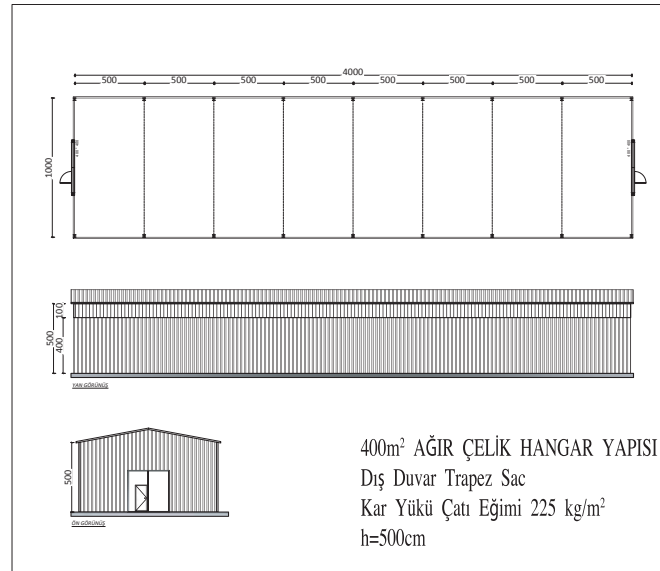 4000
500 500 500 500 500 500 500 500
1000
100
500
400
YAN GÖRÜNÜŞ
500
ÖN GÖRÜNÜŞ
400m² AĞIR ÇELİK HANGAR YAPISI
Dış Duvar Trapez Sac
Kar Yükü Çatı Eğimi 225 kg/m²
h=500cm